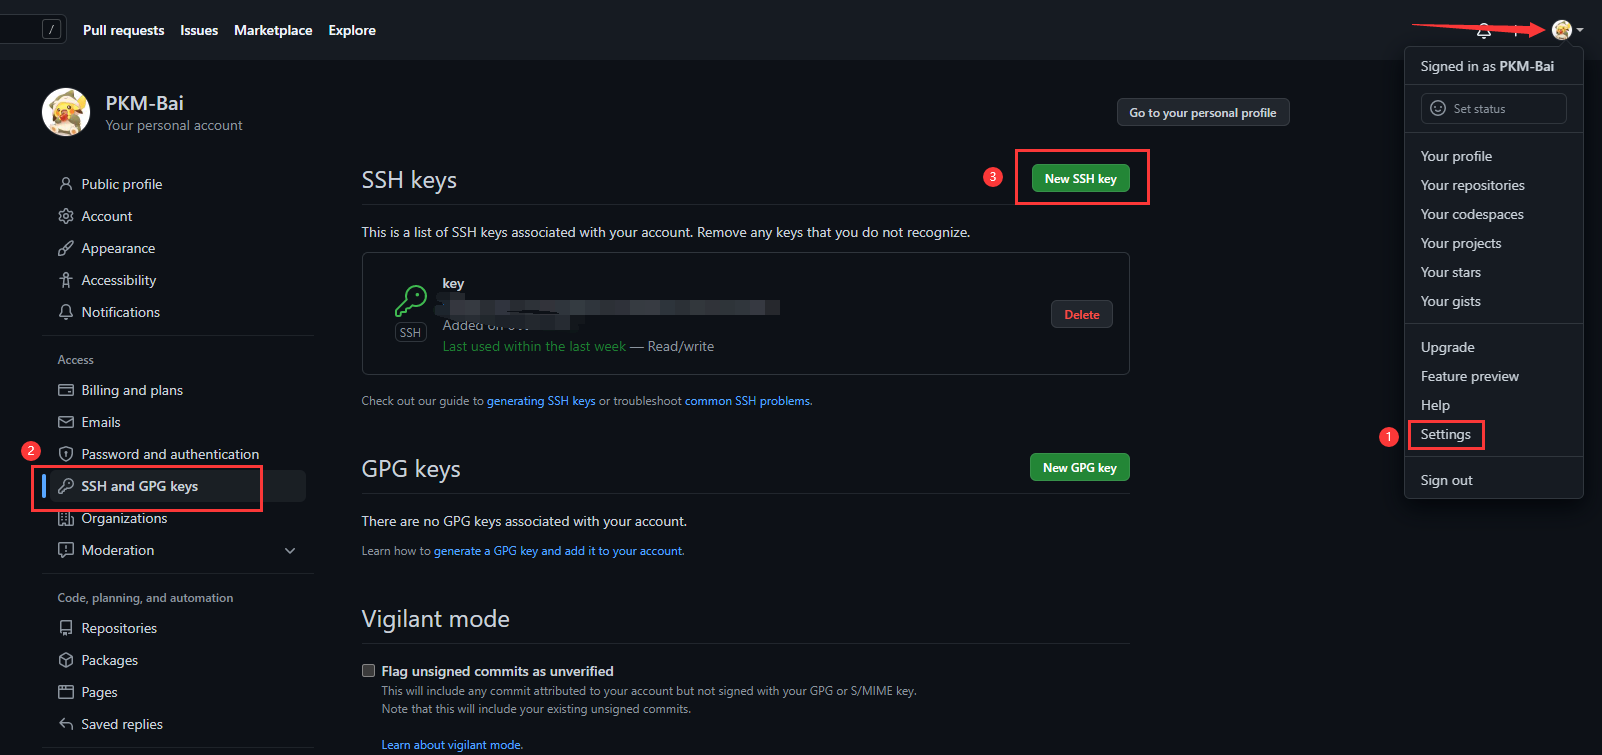 /
Pull requests Issues Marketplace Explore
Signed in as PKM-Bai
Set status
Your profile
Your repositories
Your codespaces
Your projects
Your stars
Your gists
Upgrade
Feature preview
Help
1 Settings
Sign out
PKM-Bai
Your personal account
Go to your personal profile
Public profile
Account
Appearance
Accessibility
Notifications
Access
Billing and plans
Emails
2 Password and authentication
SSH and GPG keys
Organizations
Moderation
Code, planning, and automation
Repositories
Packages
Pages
Saved replies
SSH keys
3 New SSH key
This is a list of SSH keys associated with your account. Remove any keys that you do not recognize.
key
SSH
Added on
Last used within the last week — Read/write
Delete
Check out our guide to generating SSH keys or troubleshoot common SSH problems.
GPG keys
New GPG key
There are no GPG keys associated with your account.
Learn how to generate a GPG key and add it to your account.
Vigilant mode
Flag unsigned commits as unverified
This will include any commit attributed to your account but not signed with your GPG or S/MIME key.
Note that this will include your existing unsigned commits.
Learn about vigilant mode.